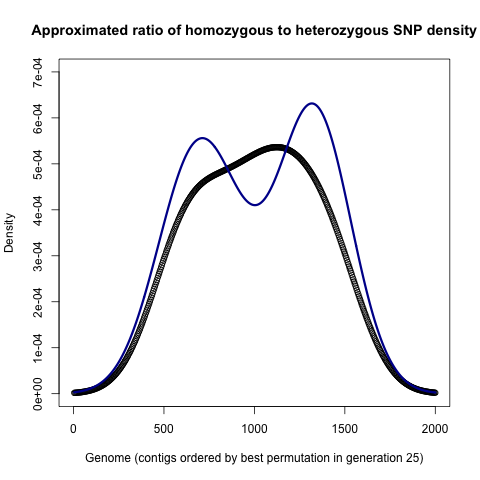 Approximated ratio of homozygous to heterozygous SNP density
7e-04
6e-04
5e-04
4e-04
3e-04
2e-04
1e-04
0e+00
Density
0 500 1000 1500 2000
Genome (contigs ordered by best permutation in generation 25)